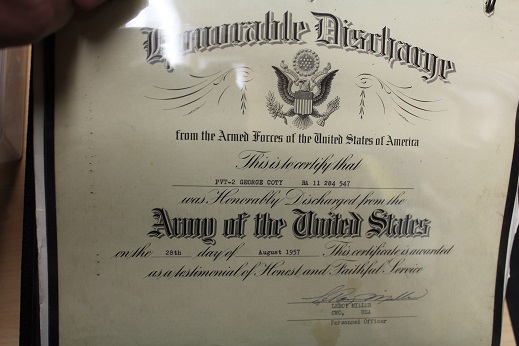 Honorable Discharge
from the Armed Forces of the United States of America
This is to certify that
PVT-2 GEORGE COTY RA 11 284 547
was Honorably Discharged from the
Army of the United States
on the 28th day of August 1957 This certificate is awarded
as a testimonial of Honest and Faithful Service
LEROY MILLER
CWO, USA
Personnel Officer